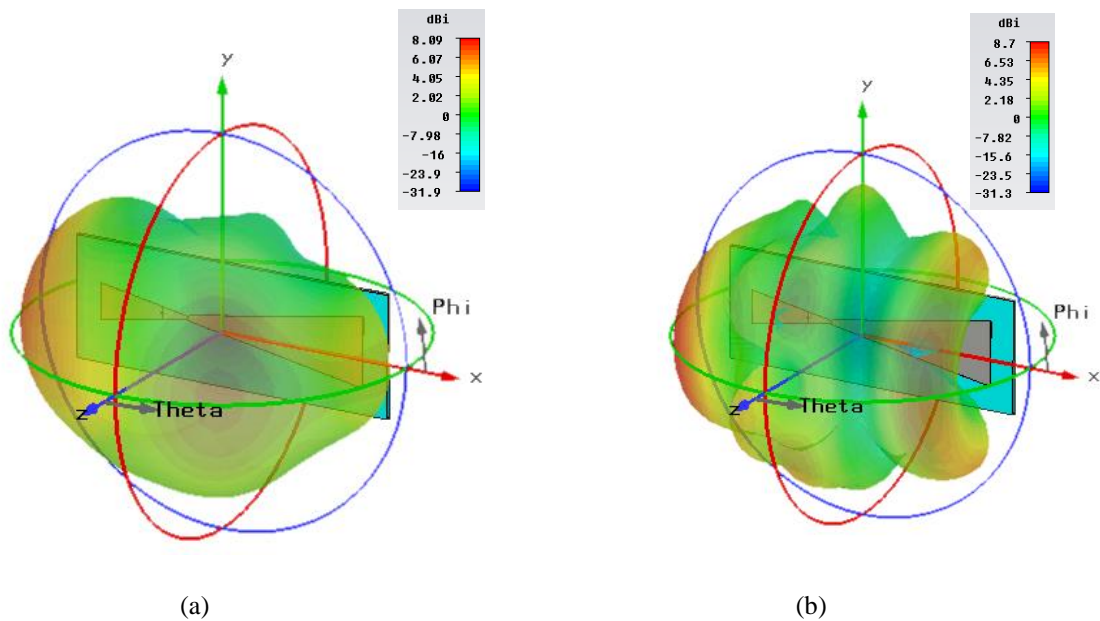 dBi
8.09
6.07
4.05
2.02
0
-7.98
-16
-23.9
-31.9
y
Phi
x
z
Theta
(a)
dBi
8.7
6.53
4.35
2.18
0
-7.82
-15.6
-23.5
-31.3
y
Phi
x
z
Theta
(b)